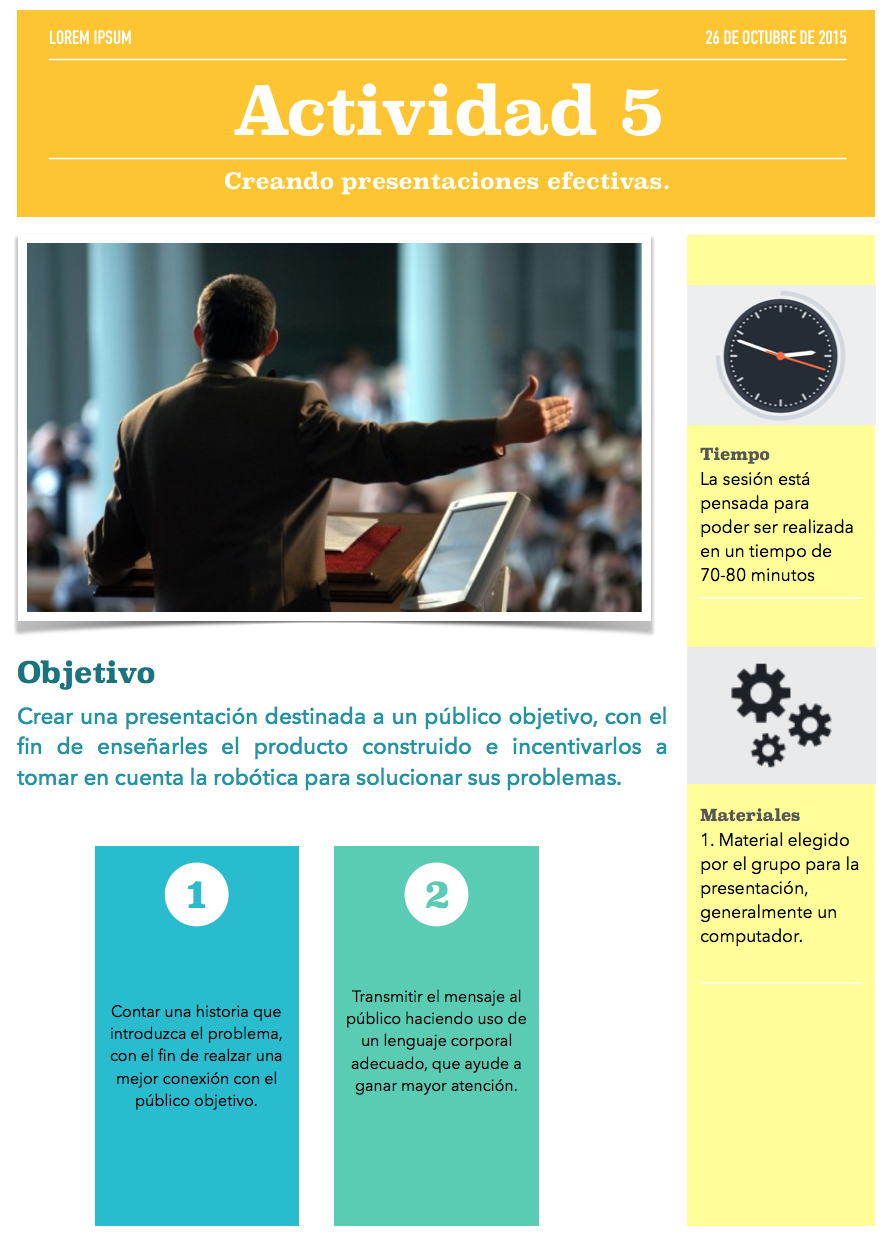 LOREM IPSUM
26 DE OCTUBRE DE 2015
Actividad 5
Creando presentaciones efectivas.
Tiempo
La sesión está
pensada para
poder ser realizada
en un tiempo de
70-80 minutos
Objetivo
Crear una presentación destinada a un público objetivo, con el
fin de enseñarles el producto construido e incentivarlos a
tomar en cuenta la robótica para solucionar sus problemas.
Materiales
1. Material elegido
por el grupo para la
presentación,
generalmente un
computador.
1
Contar una historia que
introduzca el problema,
con el fin de realzar una
mejor conexión con el
público objetivo.
2
Transmitir el mensaje al
público haciendo uso de
un lenguaje corporal
adecuado, que ayude a
ganar mayor atención.